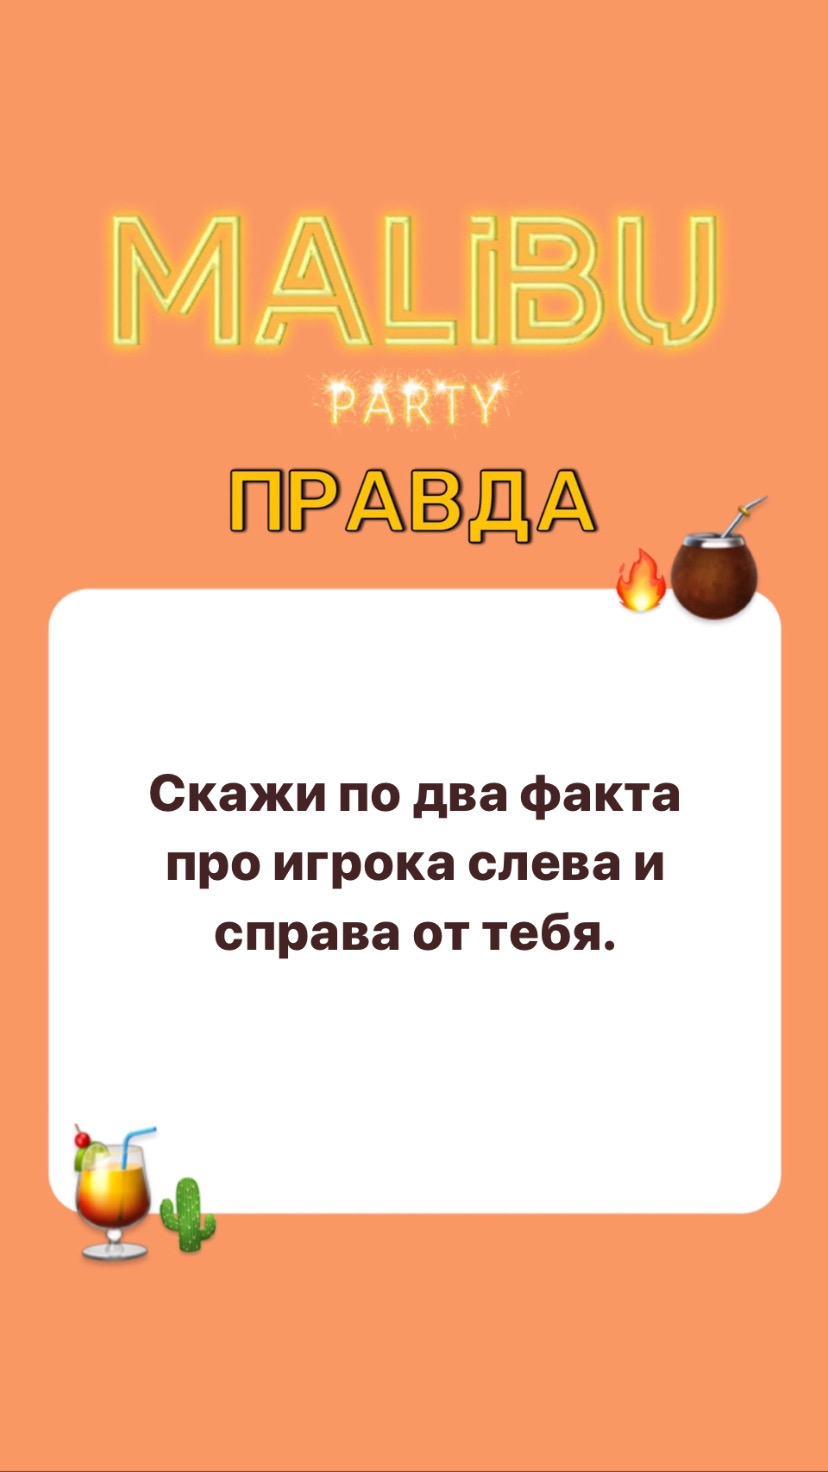 MALiBU
PARTY
ПРАВДА
Скажи по два факта
про игрока слева и
справа от тебя.